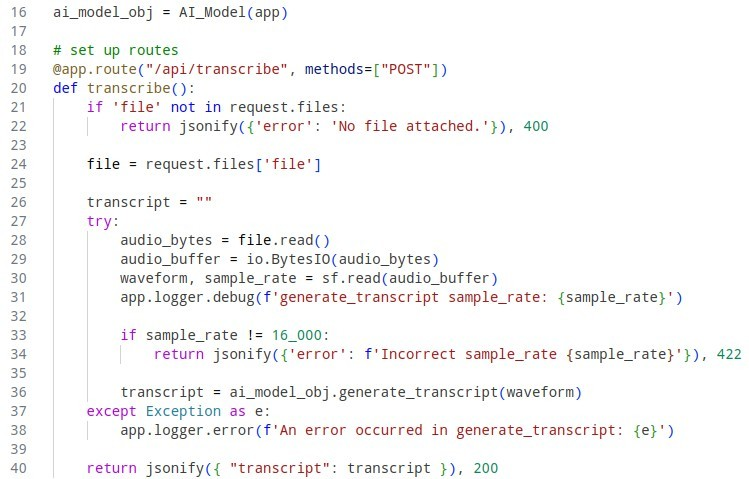 16 ai_model_obj = AI_Model(app)
17
18 # set up routes
19 @app.route("/api/transcribe", methods=["POST"])
20 def transcribe():
21     if 'file' not in request.files:
22         return jsonify({'error': 'No file attached.'}), 400
23
24     file = request.files['file']
25
26     transcript = ""
27     try:
28         audio_bytes = file.read()
29         audio_buffer = io.BytesIO(audio_bytes)
30         waveform, sample_rate = sf.read(audio_buffer)
31         app.logger.debug(f'generate_transcript sample_rate: {sample_rate}')
32
33         if sample_rate != 16_000:
34             return jsonify({'error': f'Incorrect sample_rate {sample_rate}'}), 422
35
36         transcript = ai_model_obj.generate_transcript(waveform)
37     except Exception as e:
38         app.logger.error(f'An error occurred in generate_transcript: {e}')
39
40     return jsonify({ "transcript": transcript }), 200